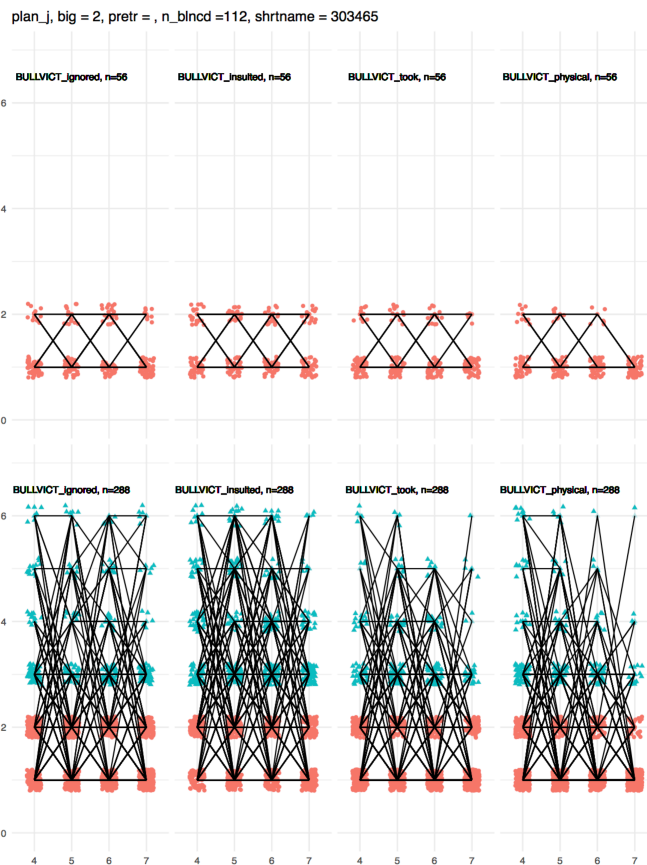 plan_j, big = 2, pretr = , n_blncd =112, shrtname = 303465
BULLVICT_ignored, n=56 BULLVICT_insulted, n=56 BULLVICT_took, n=56 BULLVICT_physical, n=56
6
4
2
0
BULLVICT_ignored, n=288 BULLVICT_insulted, n=288 BULLVICT_took, n=288 BULLVICT_physical, n=288
6
4
2
0
4 5 6 7 4 5 6 7 4 5 6 7 4 5 6 7